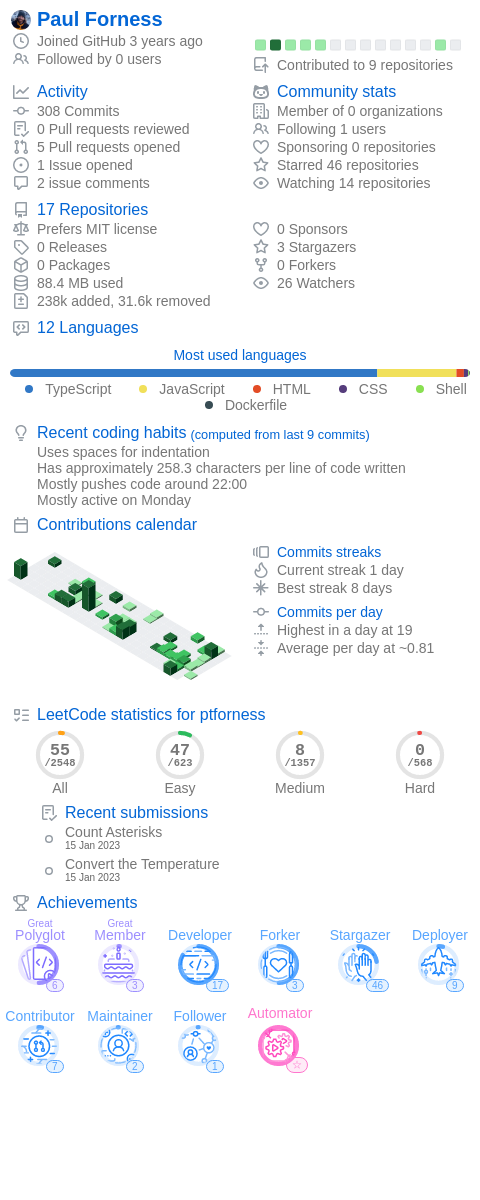 Paul Forness
Joined GitHub 3 years ago
Followed by 0 users
Contributed to 9 repositories
Activity
308 Commits
0 Pull requests reviewed
5 Pull requests opened
1 Issue opened
2 issue comments
Community stats
Member of 0 organizations
Following 1 users
Sponsoring 0 repositories
Starred 46 repositories
Watching 14 repositories
17 Repositories
Prefers MIT license
0 Releases
0 Packages
88.4 MB used
238k added, 31.6k removed
0 Sponsors
3 Stargazers
0 Forkers
26 Watchers
12 Languages
Most used languages
TypeScript JavaScript HTML CSS Shell
Dockerfile
Recent coding habits (computed from last 9 commits)
Uses spaces for indentation
Has approximately 258.3 characters per line of code written
Mostly pushes code around 22:00
Mostly active on Monday
Contributions calendar
Commits streaks
Current streak 1 day
Best streak 8 days
Commits per day
Highest in a day at 19
Average per day at ~0.81
LeetCode statistics for ptforness
55 47 8 0
/2548 /623 /1357 /568
All Easy Medium Hard
Recent submissions
Count Asterisks
15 Jan 2023
Convert the Temperature
15 Jan 2023
Achievements
Great Great
Polyglot Member Developer Forker Stargazer Deployer
6 3 17 3 46 9
Contributor Maintainer Follower Automator
7 2 1